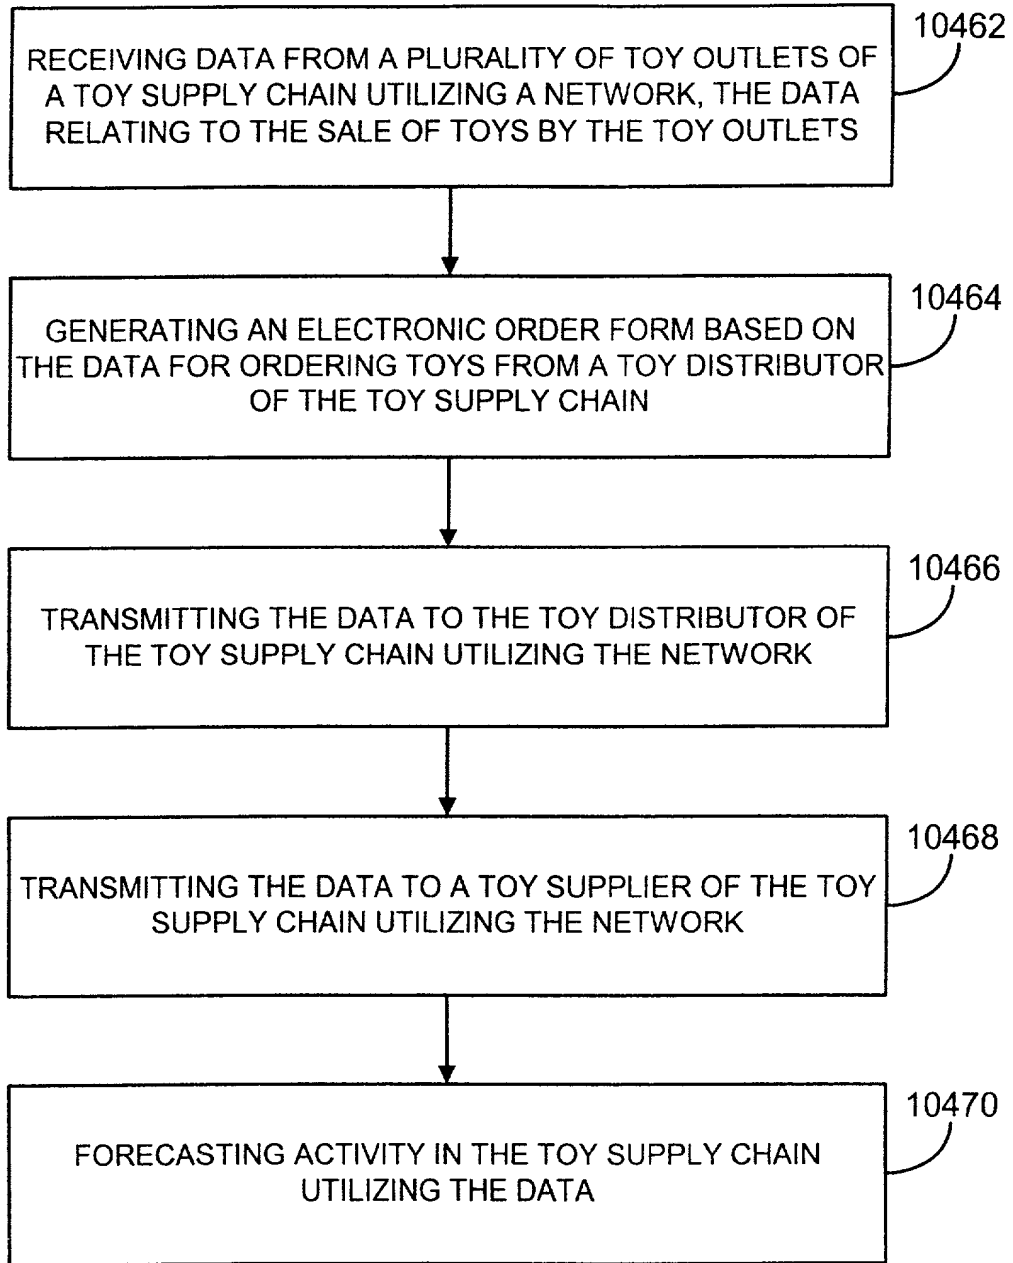 10462
RECEIVING DATA FROM A PLURALITY OF TOY OUTLETS OF
A TOY SUPPLY CHAIN UTILIZING A NETWORK, THE DATA
RELATING TO THE SALE OF TOYS BY THE TOY OUTLETS
10464
GENERATING AN ELECTRONIC ORDER FORM BASED ON
THE DATA FOR ORDERING TOYS FROM A TOY DISTRIBUTOR
OF THE TOY SUPPLY CHAIN
10466
TRANSMITTING THE DATA TO THE TOY DISTRIBUTOR OF
THE TOY SUPPLY CHAIN UTILIZING THE NETWORK
10468
TRANSMITTING THE DATA TO A TOY SUPPLIER OF THE TOY
SUPPLY CHAIN UTILIZING THE NETWORK
10470
FORECASTING ACTIVITY IN THE TOY SUPPLY CHAIN
UTILIZING THE DATA